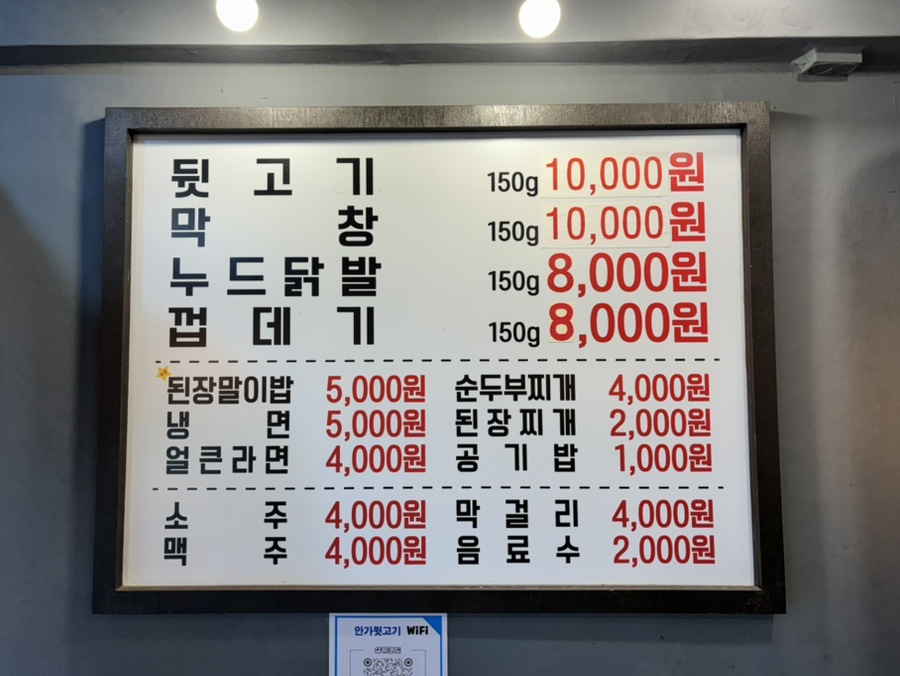 뒷고기 150g 10,000원
막창 150g 10,000원
누드닭발 150g 8,000원
껍데기 150g 8,000원
된장말이밥 5,000원 순두부찌개 4,000원
냉면 5,000원 된장찌개 2,000원
얼큰라면 4,000원 공기밥 1,000원
소주 4,000원 막걸리 4,000원
맥주 4,000원 음료수 2,000원
안가뒷고기 WiFi